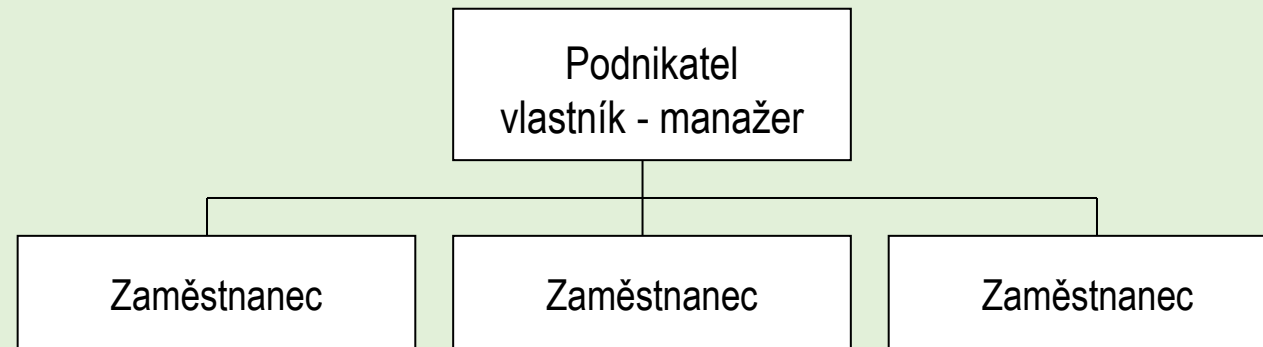 Podnikatel
vlastník - manažer
Zaměstnanec
Zaměstnanec
Zaměstnanec